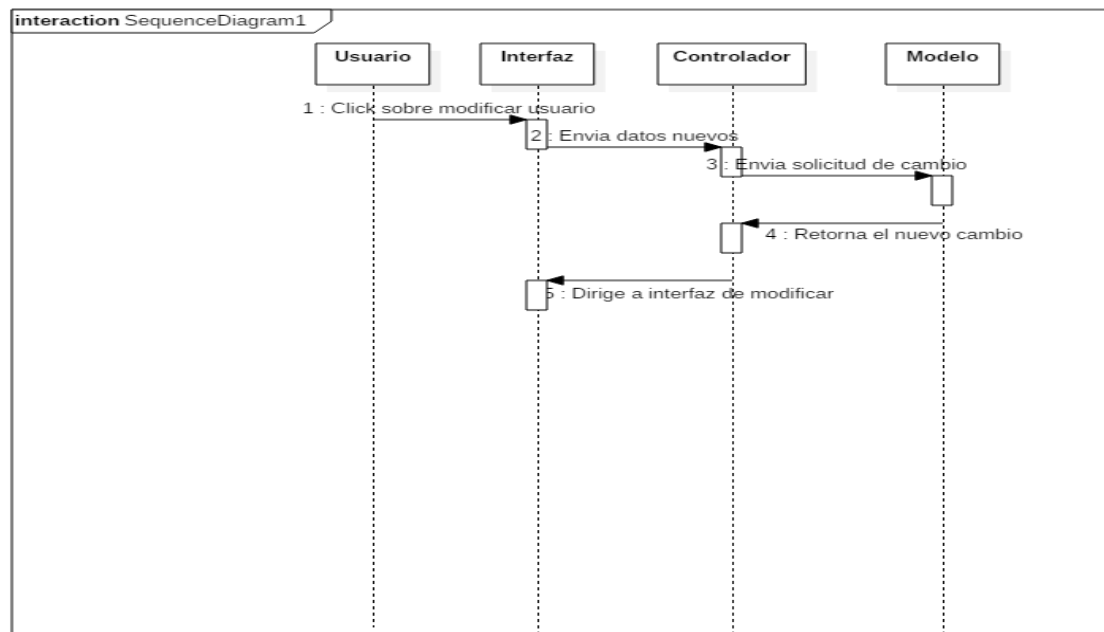 interaction SequenceDiagram1
Usuario
Interfaz
Controlador
Modelo
1 : Click sobre modificar usuario
2 : Envia datos nuevos
3 : Envia solicitud de cambio
4 : Retorna el nuevo cambio
5 : Dirige a interfaz de modificar